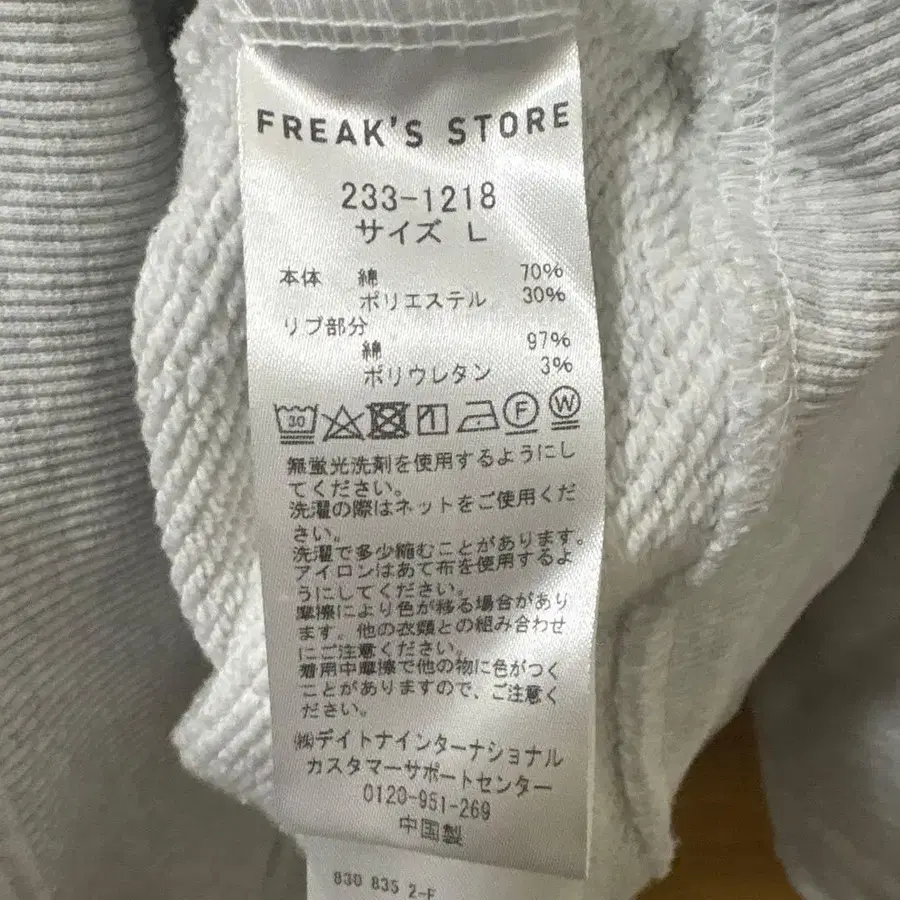 FREAK'S STORE
233-1218
サイズ L
本体 綿 70%
ポリエステル 30%
リブ部分
綿 97%
ポリウレタン 3%
30 F W
無蛍光洗剤を使用するようにし
てください。
洗濯の際はネットをご使用くだ
さい。
洗濯で多少縮むことがあります。
アイロンはあて布を使用するよ
うにしてください。
摩擦により色が移る場合があり
ます。他の衣類との組み合わせ
にご注意ください。
着用中摩擦で他の物に色がつく
ことがありますので、ご注意く
ださい。
㈱デイトナインターナショナル
カスタマーサポートセンター
0120-951-269
中国製
830 835 2-F